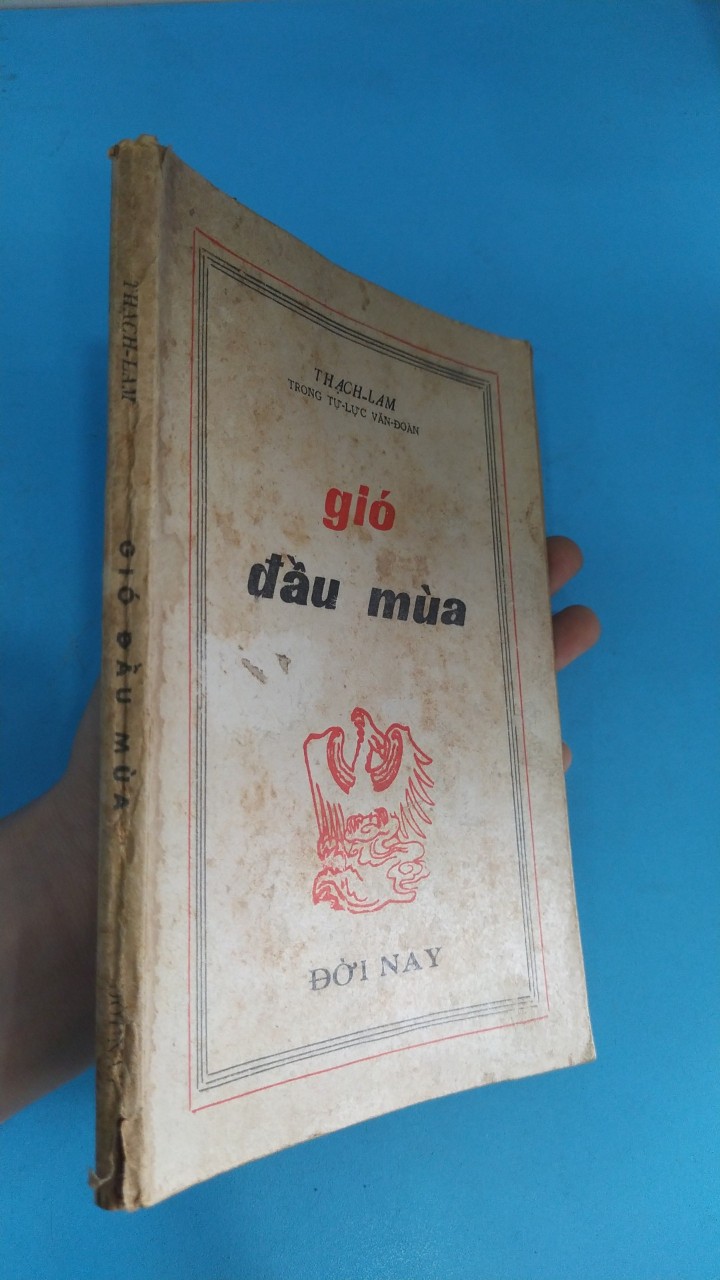 THẠCH-LAM
TRONG TỰ-LỰC VĂN-ĐOÀN
gió
đầu mùa
ĐỜI NAY
THẠCH-LAM
GIÓ ĐẦU MÙA